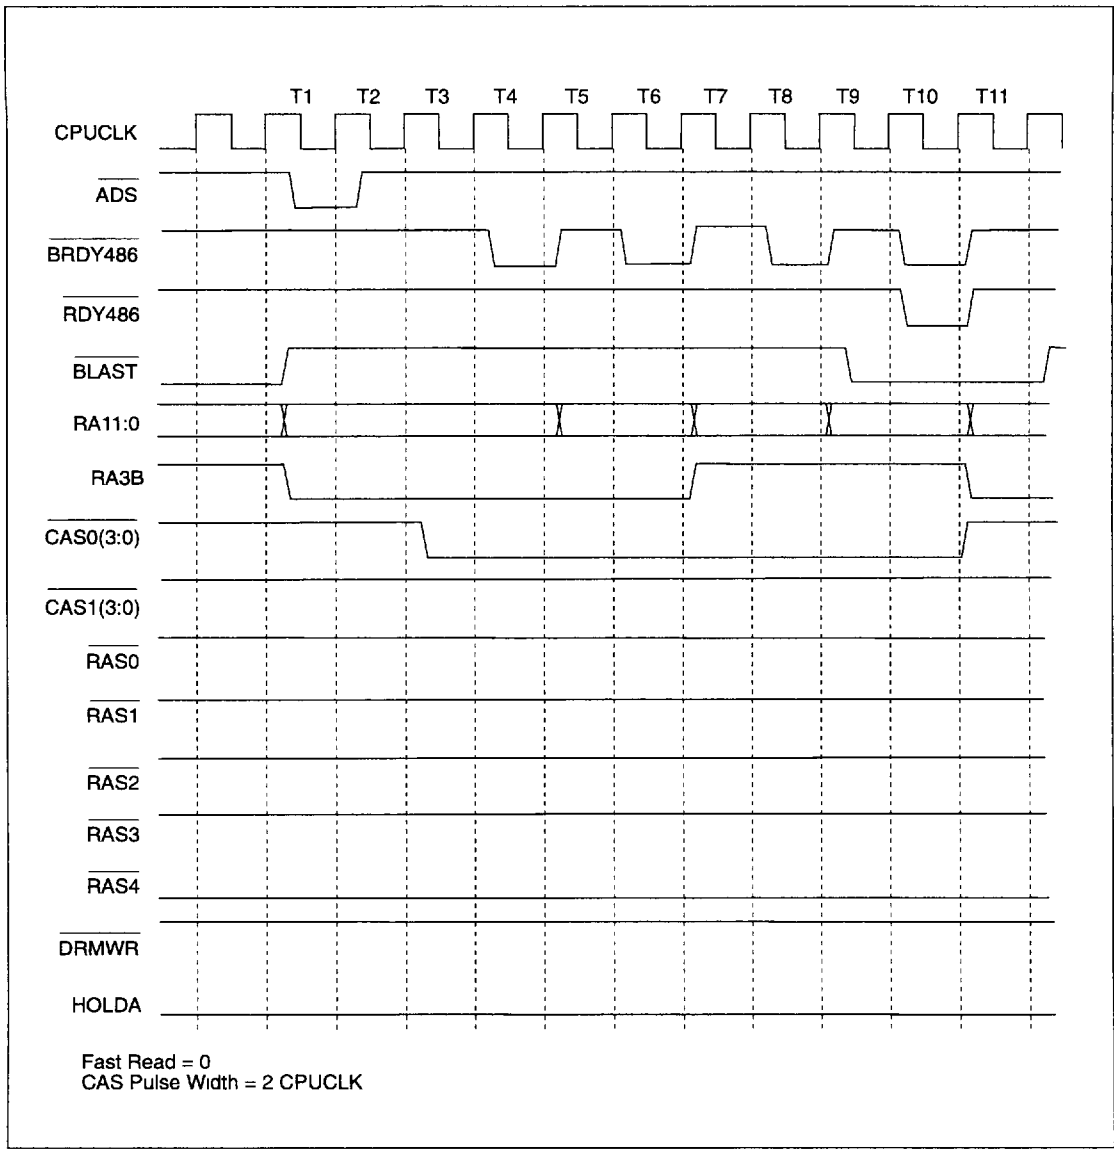 T1 T2 T3 T4 T5 T6 T7 T8 T9 T10 T11
CPUCLK
ADS
BRDY486
RDY486
BLAST
RA11:0
RA3B
CAS0(3:0)
CAS1(3:0)
RAS0
RAS1
RAS2
RAS3
RAS4
DRMWR
HOLDA
Fast Read = 0
CAS Pulse Width = 2 CPUCLK